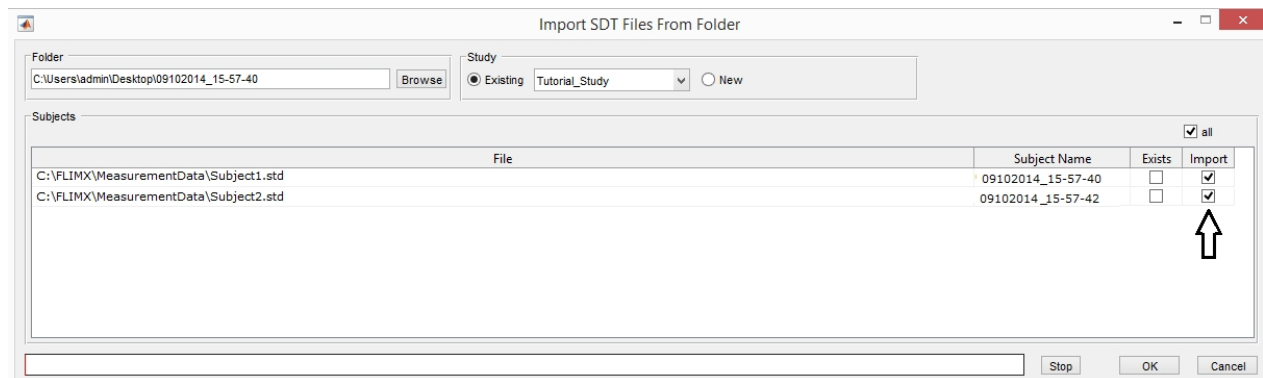 Import SDT Files From Folder
Folder
C:\Users\admin\Desktop\09102014_15-57-40 Browse
Study
Existing Tutorial_Study New
Subjects
all
File Subject Name Exists Import
C:\FLIMX\MeasurementData\Subject1.std 09102014_15-57-40
C:\FLIMX\MeasurementData\Subject2.std 09102014_15-57-42
Stop OK Cancel